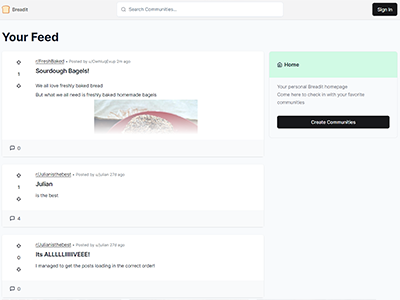 Breadit
Search Communities...
Sign In
Your Feed
r/FreshBaked • Posted by
1
Sourdough Bagels!
We all love freshly baked bread
But what we all need is freshly baked homemade bagels
0
Home
Your personal Breadit homepage
Come here to check in with your favorite
communities
Create Communities
r/Julianisthebest • Posted by u/julian 27d ago
1
Julian
is the best
4
r/Julianisthebest • Posted by u/julian 27d ago
0
Its ALLLLLIIIIIVEEE!
I managed to get the posts loading in the correct order!!
0